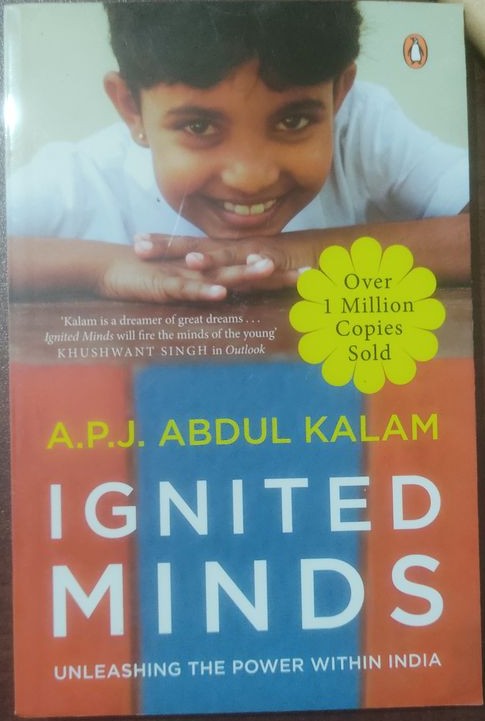 Over
1 Million
Copies
Sold
'Kalam is a dreamer of great dreams . . .
Ignited Minds will fire the minds of the young'
KHUSHWANT SINGH in Outlook
A.P.J. ABDUL KALAM
IGNITED
MINDS
UNLEASHING THE POWER WITHIN INDIA